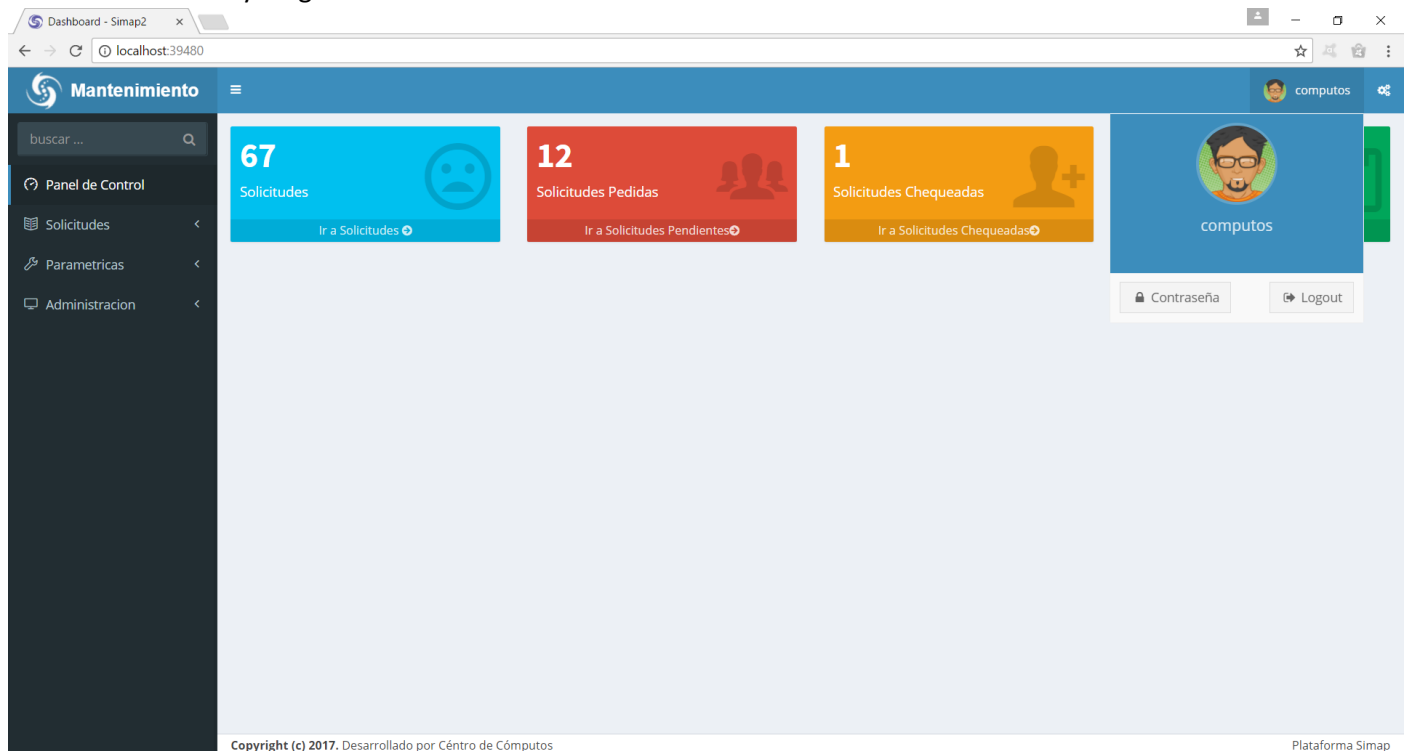 Dashboard - Simap2
localhost:39480
Mantenimiento
computos
buscar ...
Panel de Control
Solicitudes
Parametricas
Administracion
67
Solicitudes
Ir a Solicitudes
12
Solicitudes Pedidas
Ir a Solicitudes Pendientes
1
Solicitudes Chequeadas
Ir a Solicitudes Chequeadas
computos
Contraseña
Logout
Copyright (c) 2017. Desarrollado por Céntro de Cómputos
Plataforma Simap